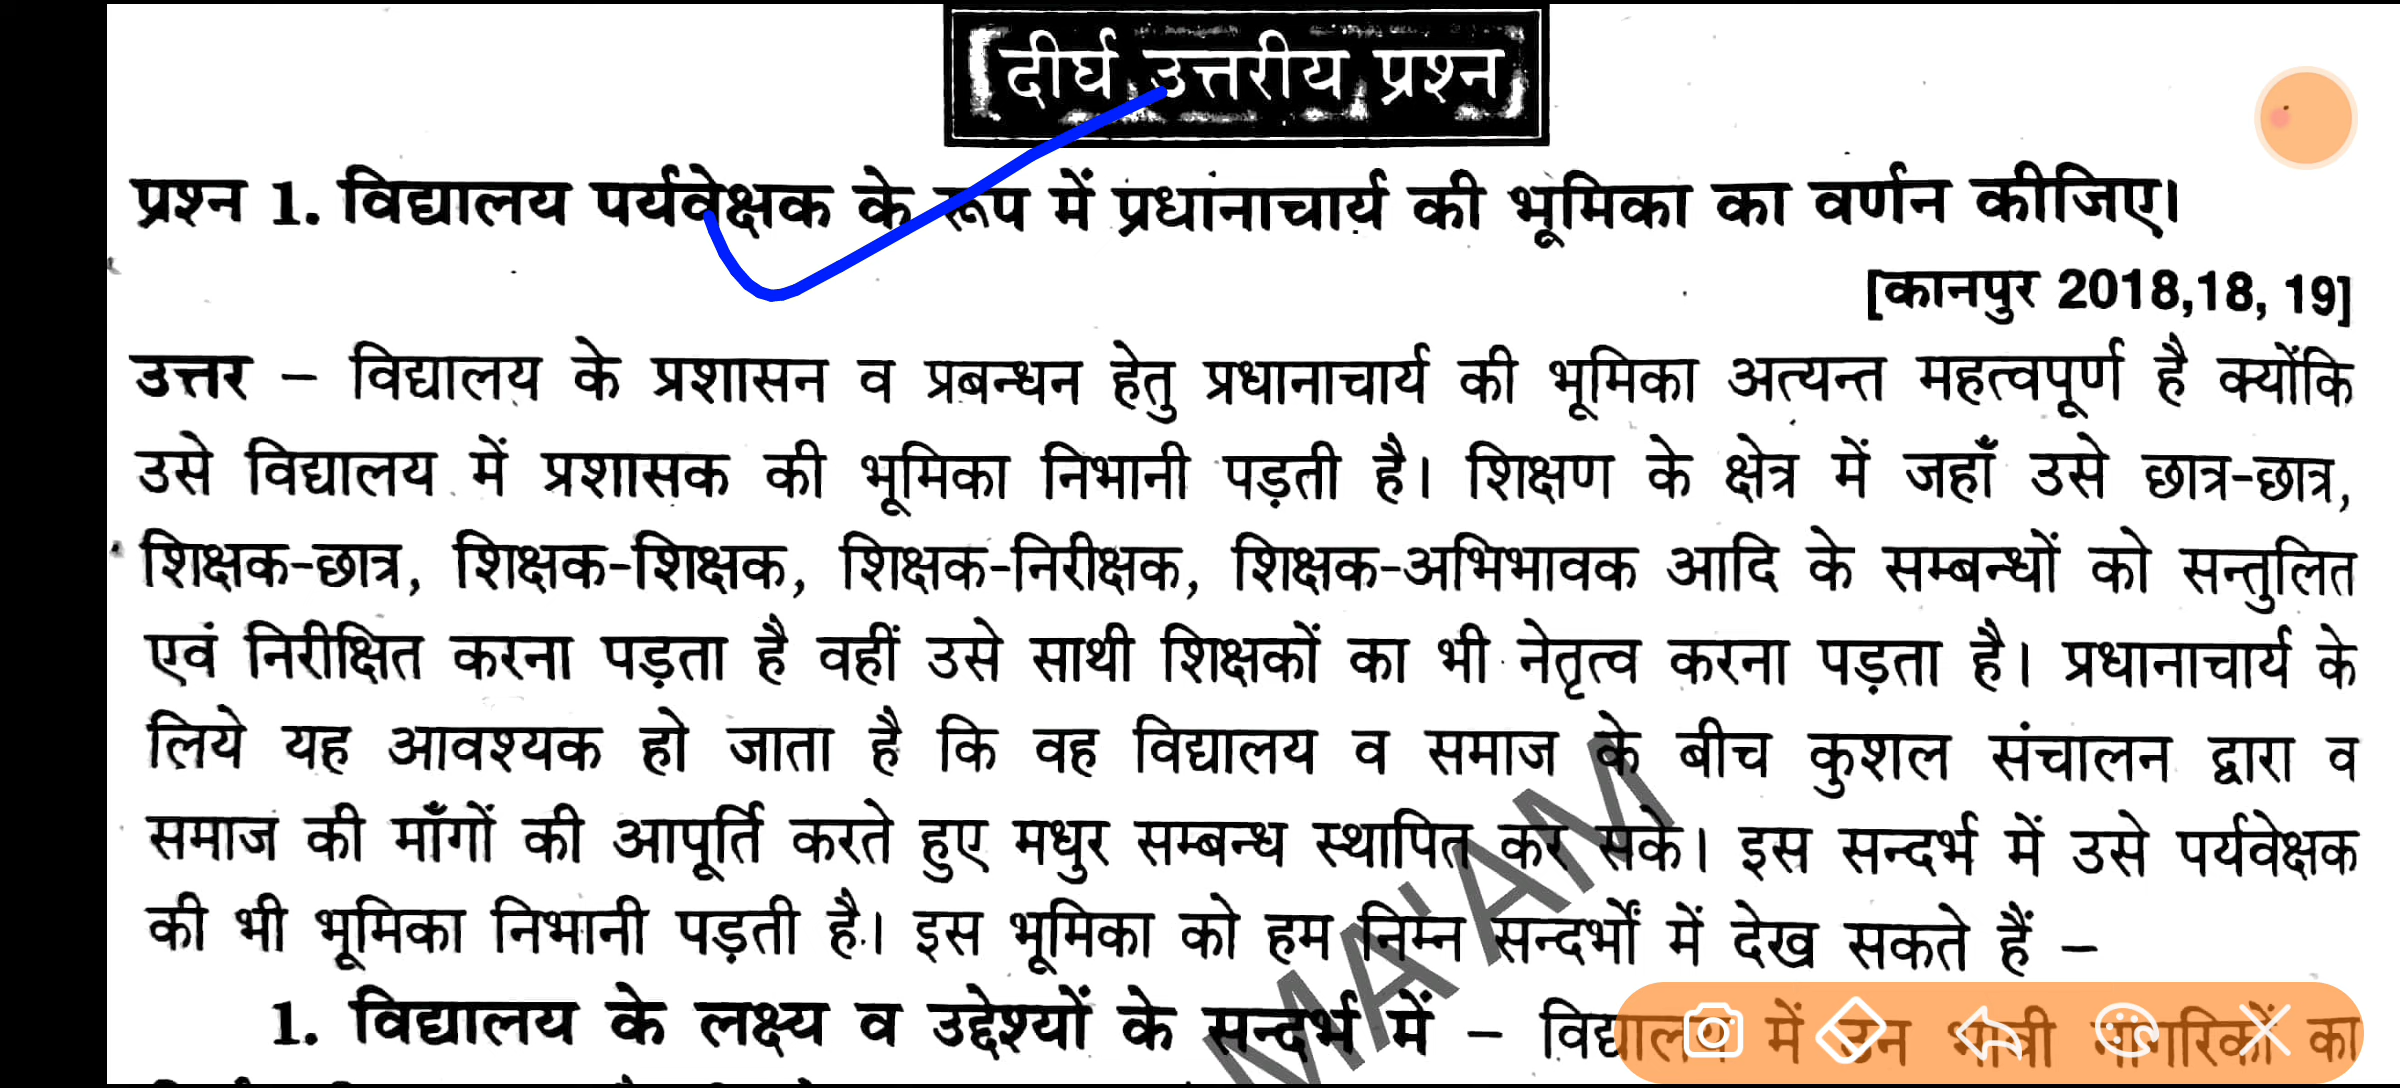 दीर्घ उत्तरीय प्रश्न
प्रश्न 1. विद्यालय पर्यवेक्षक के रूप में प्रधानाचार्य की भूमिका का वर्णन कीजिए।
[कानपुर 2018,18, 19]
उत्तर – विद्यालय के प्रशासन व प्रबन्धन हेतु प्रधानाचार्य की भूमिका अत्यन्त महत्वपूर्ण है क्योंकि
उसे विद्यालय में प्रशासक की भूमिका निभानी पड़ती है। शिक्षण के क्षेत्र में जहाँ उसे छात्र-छात्र,
शिक्षक-छात्र, शिक्षक-शिक्षक, शिक्षक-निरीक्षक, शिक्षक-अभिभावक आदि के सम्बन्धों को सन्तुलित
एवं निरीक्षित करना पड़ता है वहीं उसे साथी शिक्षकों का भी नेतृत्व करना पड़ता है। प्रधानाचार्य के
लिये यह आवश्यक हो जाता है कि वह विद्यालय व समाज के बीच कुशल संचालन द्वारा व
समाज की माँगों की आपूर्ति करते हुए मधुर सम्बन्ध स्थापित कर सके। इस सन्दर्भ में उसे पर्यवेक्षक
की भी भूमिका निभानी पड़ती है। इस भूमिका को हम निम्न सन्दर्भों में देख सकते हैं –
1. विद्यालय के लक्ष्य व उद्देश्यों के सन्दर्भ में – विद्यालय में उन भावी नागरिकों का
MA'AM